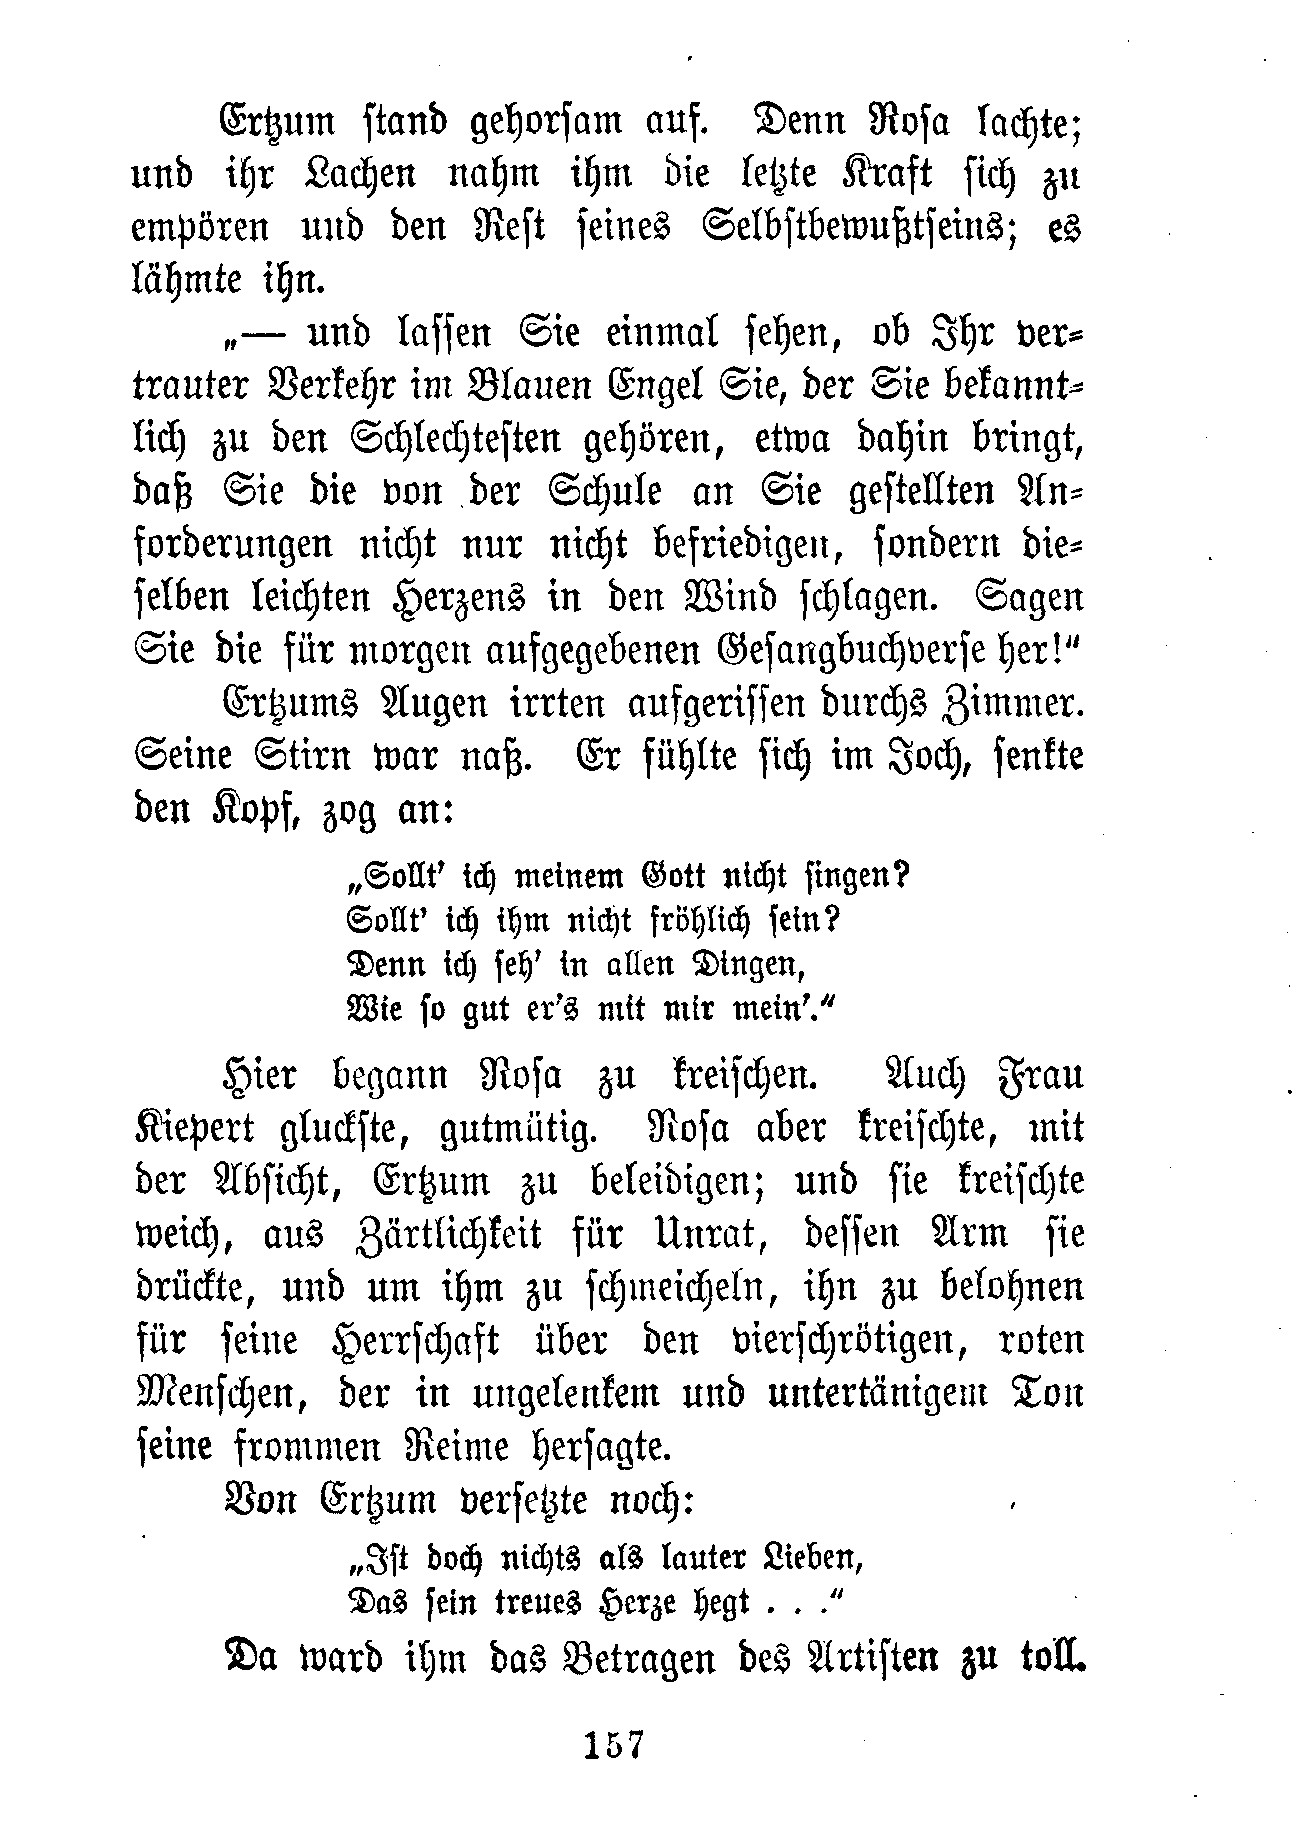 Ertzum stand gehorsam auf. Denn Rosa lachte;
und ihr Lachen nahm ihm die letzte Kraft sich zu
empören und den Rest seines Selbstbewußtseins; es
lähmte ihn.
„— und lassen Sie einmal sehen, ob Ihr ver-
trauter Verkehr im Blauen Engel Sie, der Sie bekannt-
lich zu den Schlechtesten gehören, etwa dahin bringt,
daß Sie die von der Schule an Sie gestellten An-
forderungen nicht nur nicht befriedigen, sondern die-
selben leichten Herzens in den Wind schlagen. Sagen
Sie die für morgen aufgegebenen Gesangbuchverse her!“
Ertzums Augen irrten aufgerissen durchs Zimmer.
Seine Stirn war naß. Er fühlte sich im Joch, senkte
den Kopf, zog an:
„Sollt' ich meinem Gott nicht singen?
Sollt' ich ihm nicht fröhlich sein?
Denn ich seh' in allen Dingen,
Wie so gut er's mit mir mein'.“
Hier begann Rosa zu kreischen. Auch Frau
Kiepert gluckste, gutmütig. Rosa aber kreischte, mit
der Absicht, Ertzum zu beleidigen; und sie kreischte
weich, aus Zärtlichkeit für Unrat, dessen Arm sie
drückte, und um ihm zu schmeicheln, ihn zu belohnen
für seine Herrschaft über den vierschrötigen, roten
Menschen, der in ungelenkem und untertänigem Ton
seine frommen Reime hersagte.
Von Ertzum versetzte noch:
„Ist doch nichts als lauter Lieben,
Das sein treues Herze hegt . . .“
Da ward ihm das Betragen des Artisten zu toll.
157